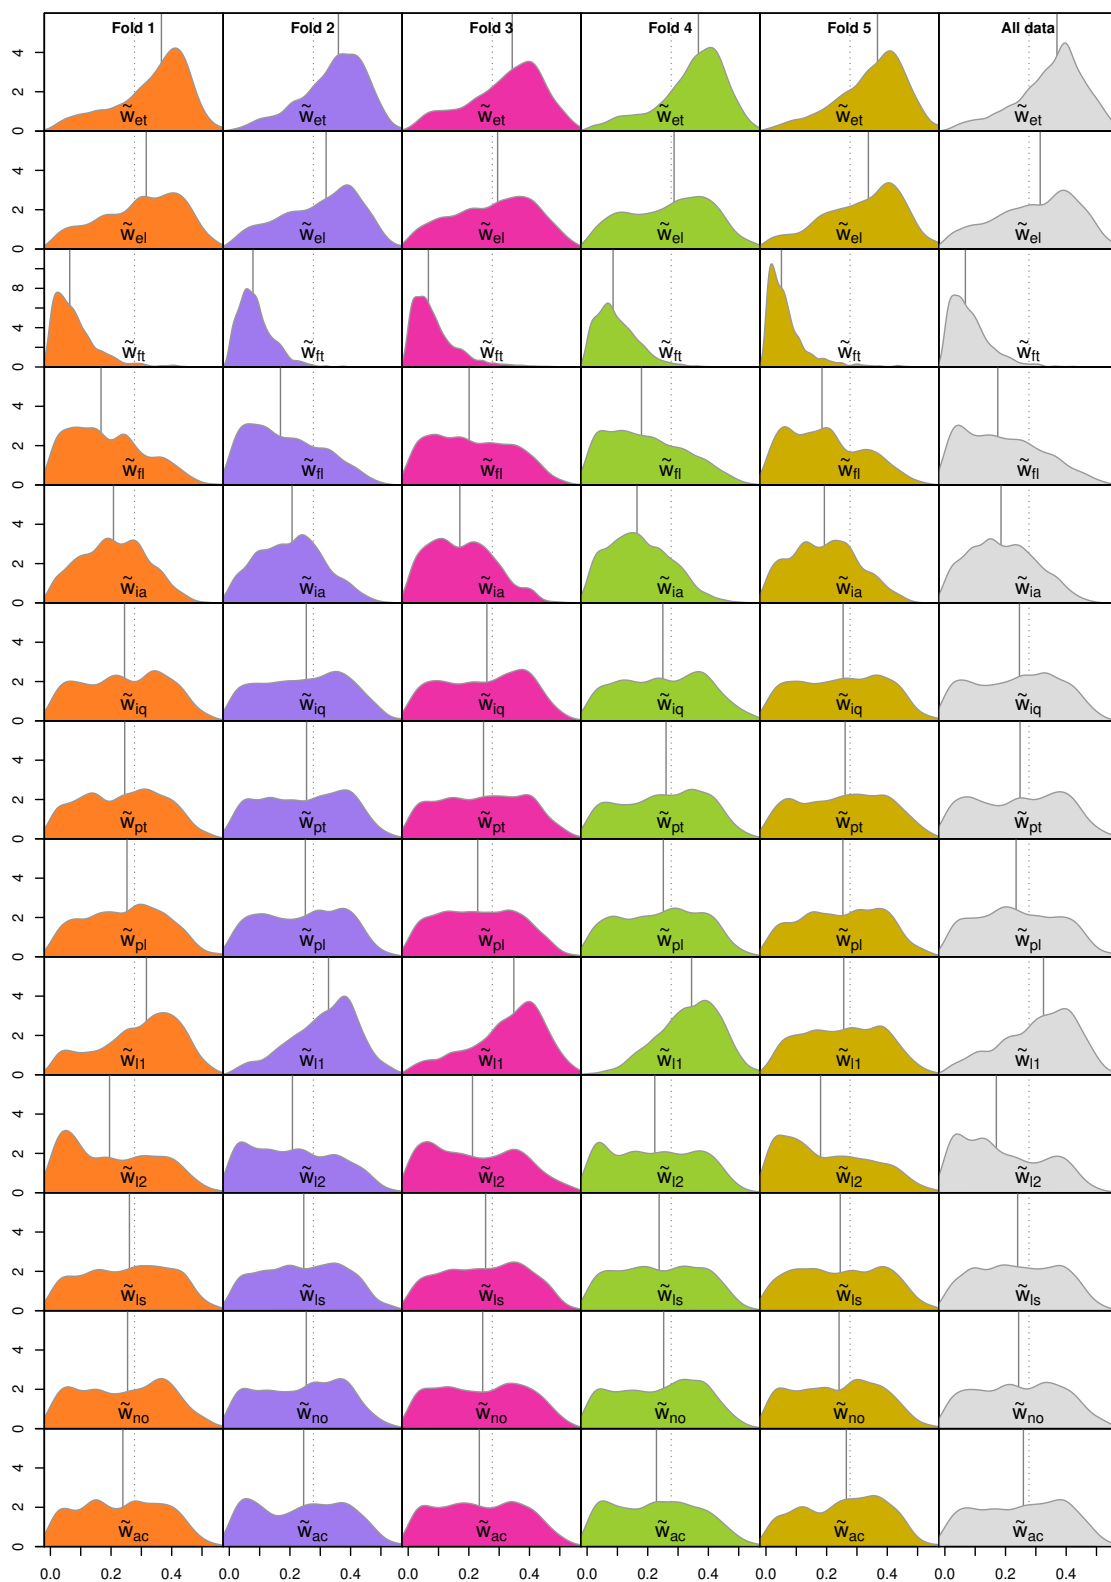 Fold 1 Fold 2 Fold 3 Fold 4 Fold 5 All data
0 2 4 w̃et w̃et w̃et w̃et w̃et w̃et
0 2 4 w̃el w̃el w̃el w̃el w̃el w̃el
0 4 8 w̃ft w̃ft w̃ft w̃ft w̃ft w̃ft
0 2 4 w̃fl w̃fl w̃fl w̃fl w̃fl w̃fl
0 2 4 w̃ia w̃ia w̃ia w̃ia w̃ia w̃ia
0 2 4 w̃iq w̃iq w̃iq w̃iq w̃iq w̃iq
0 2 4 w̃pt w̃pt w̃pt w̃pt w̃pt w̃pt
0 2 4 w̃pl w̃pl w̃pl w̃pl w̃pl w̃pl
0 2 4 w̃l1 w̃l1 w̃l1 w̃l1 w̃l1 w̃l1
0 2 4 w̃l2 w̃l2 w̃l2 w̃l2 w̃l2 w̃l2
0 2 4 w̃ls w̃ls w̃ls w̃ls w̃ls w̃ls
0 2 4 w̃no w̃no w̃no w̃no w̃no w̃no
0 2 4 w̃ac w̃ac w̃ac w̃ac w̃ac w̃ac
0.0 0.2 0.4 0.0 0.2 0.4 0.0 0.2 0.4 0.0 0.2 0.4 0.0 0.2 0.4 0.0 0.2 0.4